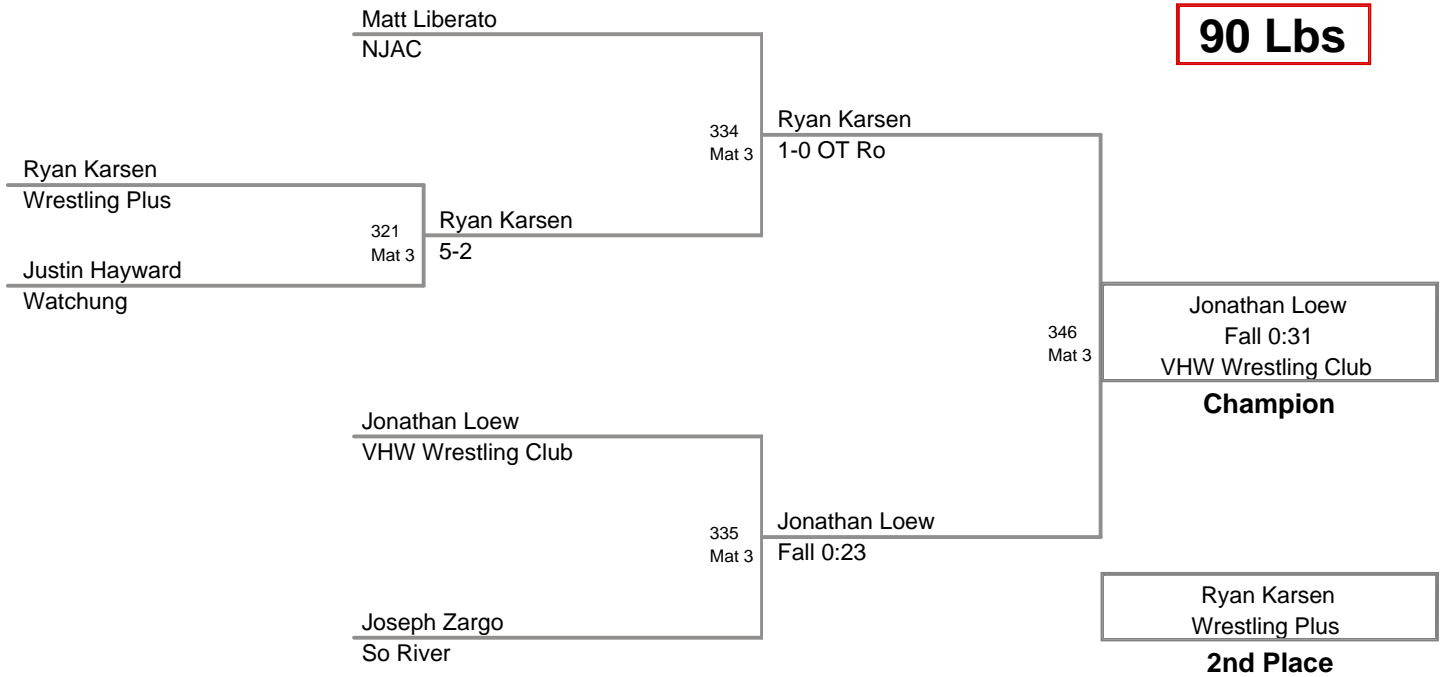 90 Lbs
Matt Liberato
NJAC
334
Mat 3
Ryan Karsen
1-0 OT Ro
Ryan Karsen
Wrestling Plus
321
Mat 3
Ryan Karsen
5-2
Justin Hayward
Watchung
346
Mat 3
Jonathan Loew
Fall 0:31
VHW Wrestling Club
Champion
Jonathan Loew
VHW Wrestling Club
335
Mat 3
Jonathan Loew
Fall 0:23
Joseph Zargo
So River
Ryan Karsen
Wrestling Plus
2nd Place